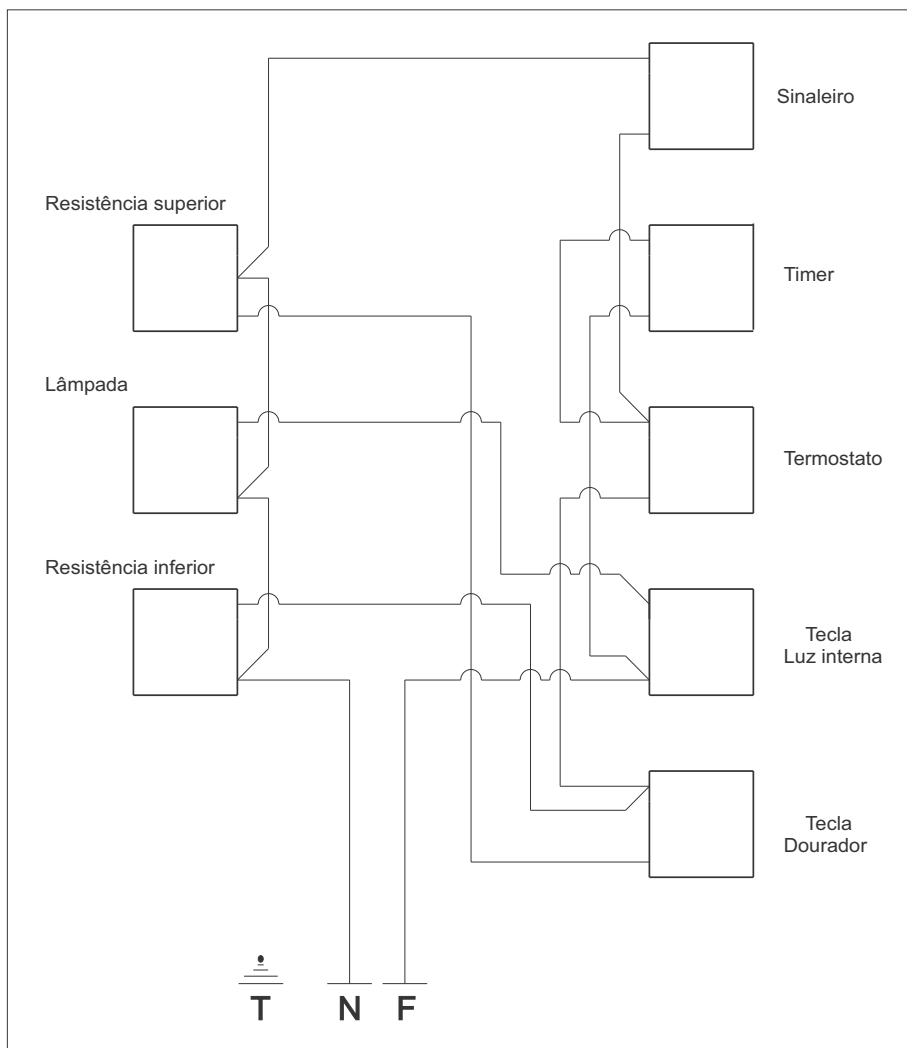 Sinaleiro
Resistência superior
Timer
Lâmpada
Termostato
Resistência inferior
Tecla
Luz interna
Tecla
Dourador
T N F